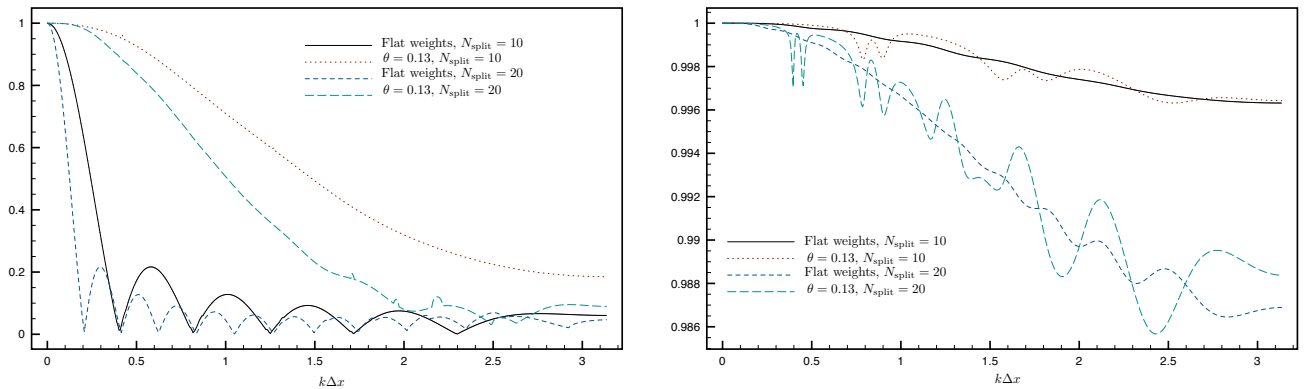 1
0.8
0.6
0.4
0.2
0
0
0.5
1
1.5
2
2.5
3
kΔx
Flat weights, N_split = 10
θ = 0.13, N_split = 10
Flat weights, N_split = 20
θ = 0.13, N_split = 20
1
0.998
0.996
0.994
0.992
0.99
0.988
0.986
0
0.5
1
1.5
2
2.5
3
kΔx
Flat weights, N_split = 10
θ = 0.13, N_split = 10
Flat weights, N_split = 20
θ = 0.13, N_split = 20